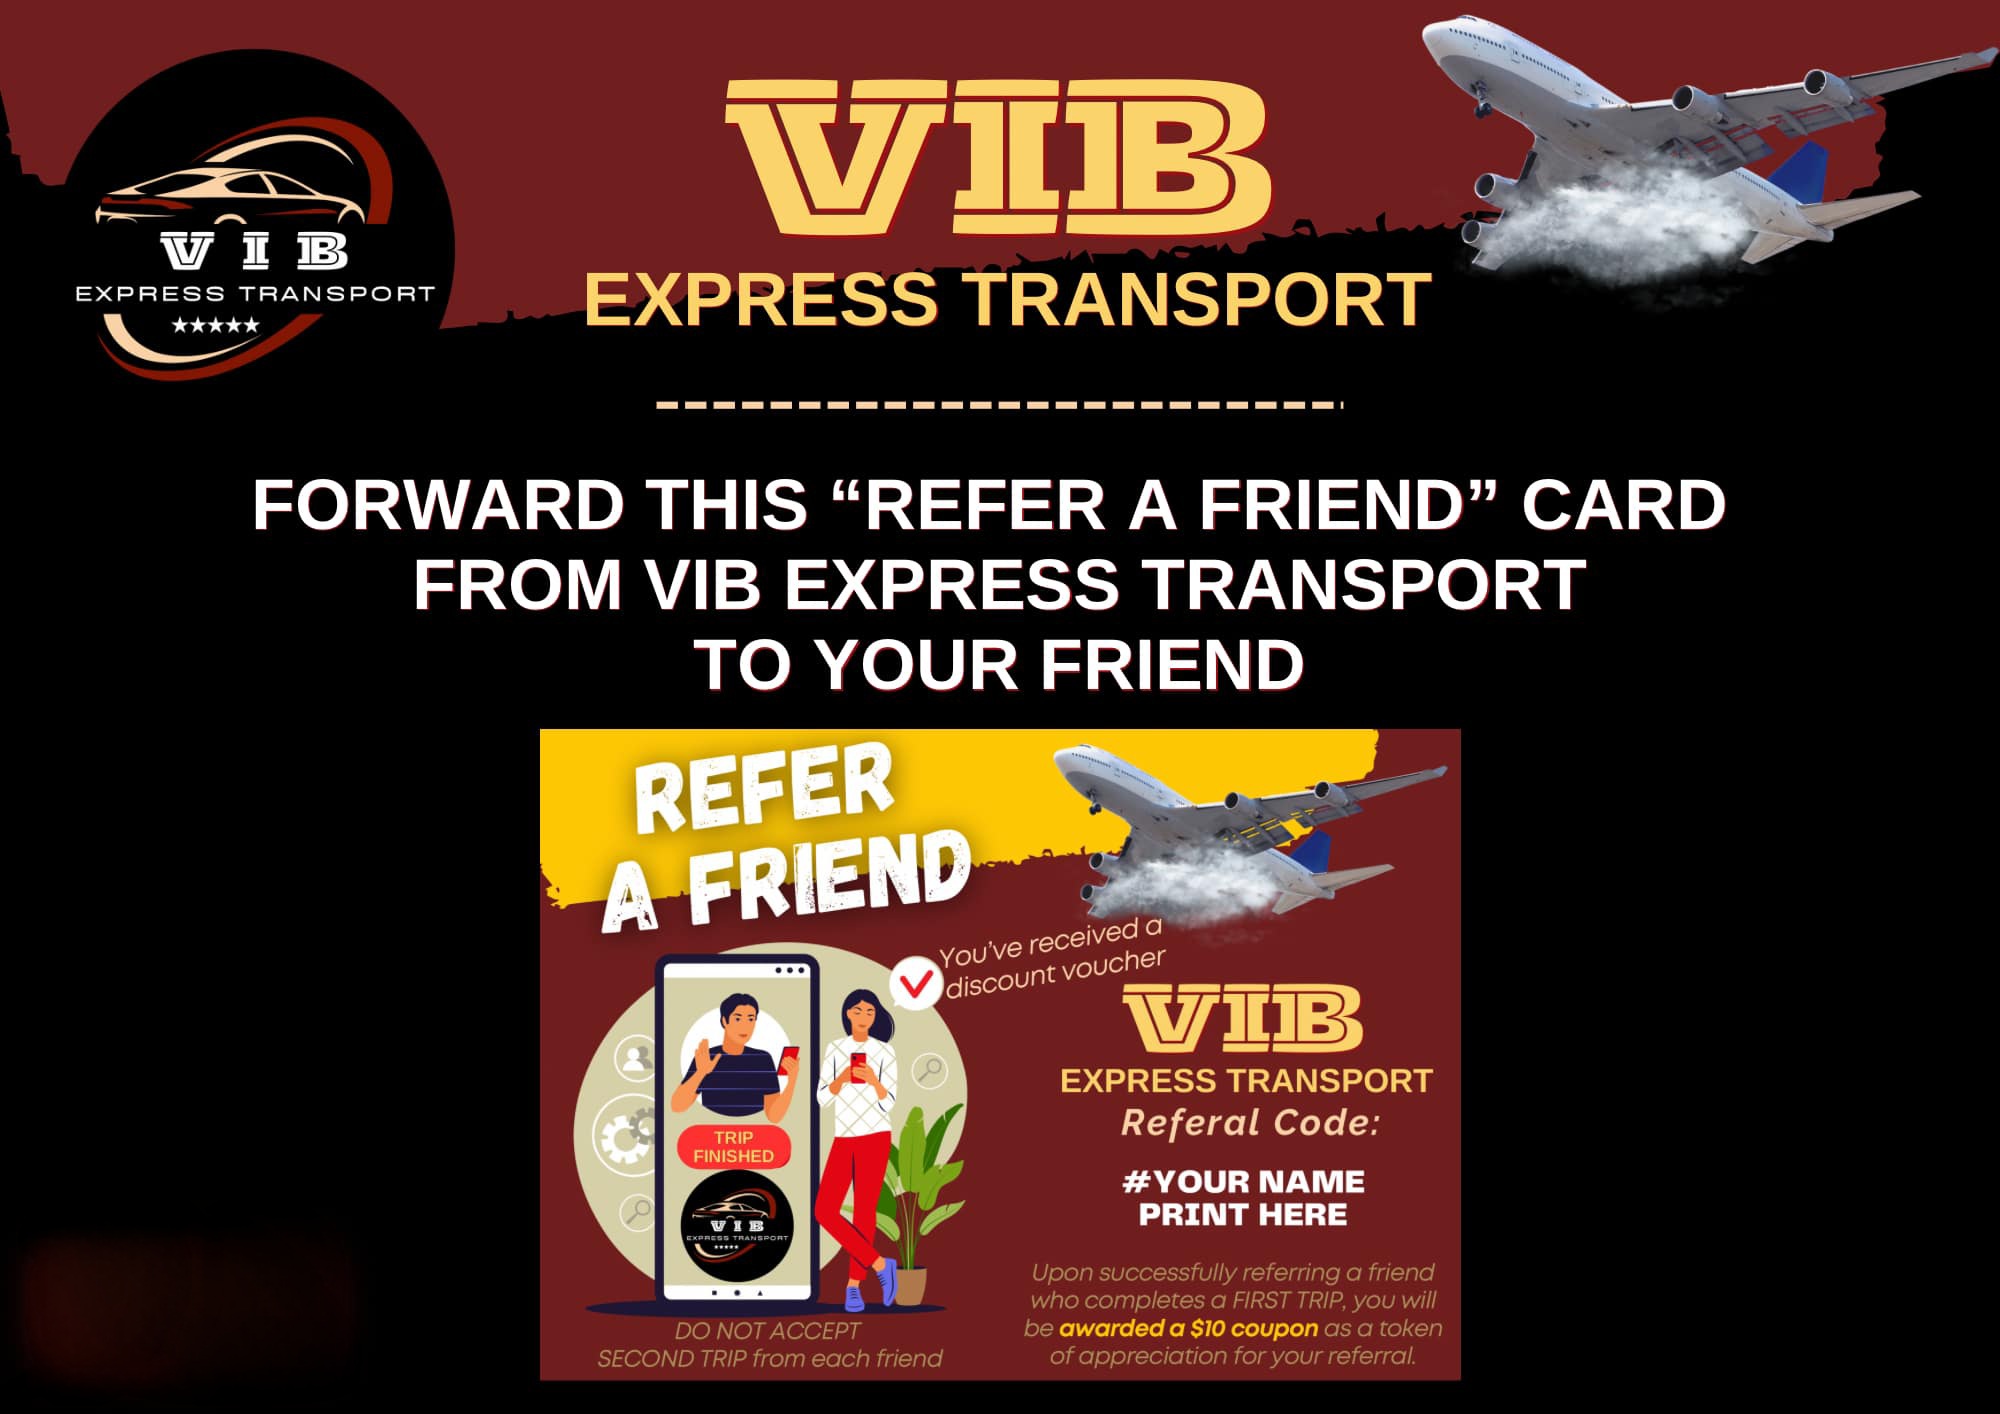 VIB
EXPRESS TRANSPORT
★★★★★
VIB
EXPRESS TRANSPORT
FORWARD THIS “REFER A FRIEND” CARD
FROM VIB EXPRESS TRANSPORT
TO YOUR FRIEND
REFER
A FRIEND
You’ve received a
discount voucher
TRIP
FINISHED
VIB
EXPRESS TRANSPORT
★★★★★
DO NOT ACCEPT
SECOND TRIP from each friend
VIB
EXPRESS TRANSPORT
Referal Code:
#YOUR NAME
PRINT HERE
Upon successfully referring a friend
who completes a FIRST TRIP, you will
be awarded a $10 coupon as a token
of appreciation for your referral.